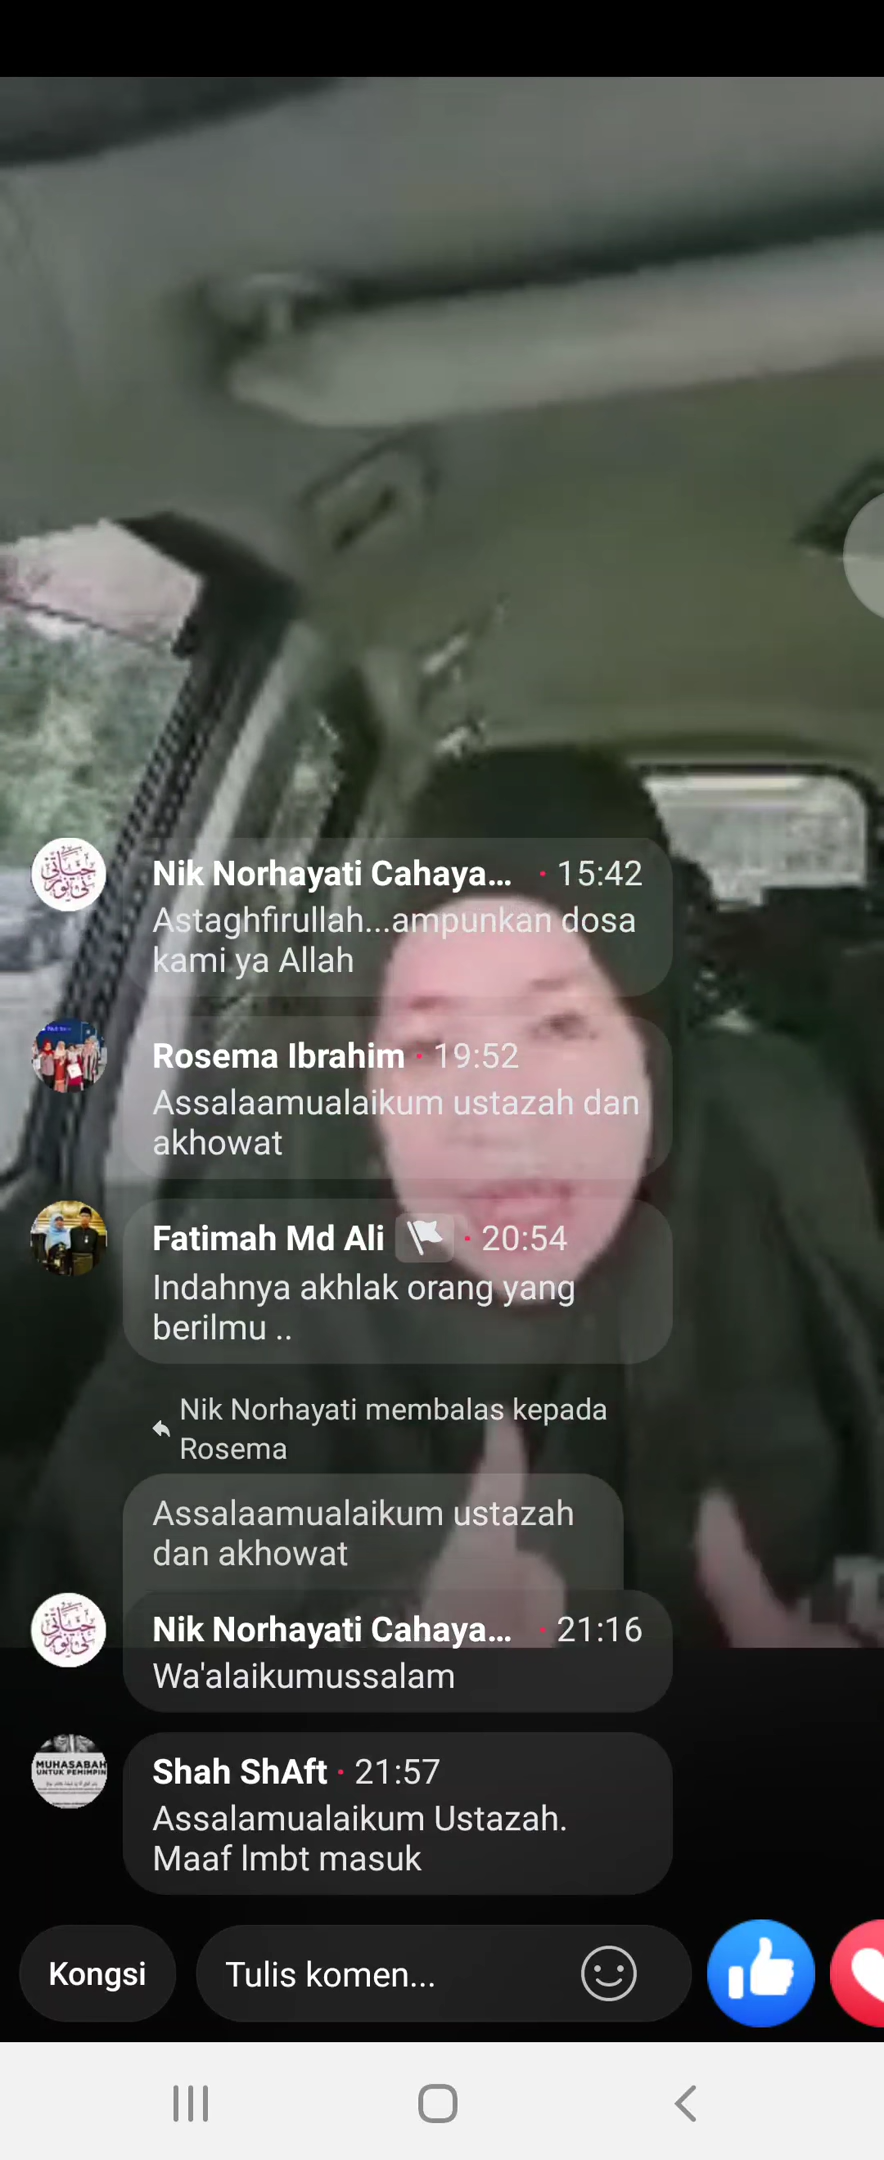 Nik Norhayati Cahaya... · 15:42
Astaghfirullah...ampunkan dosa
kami ya Allah
Rosema Ibrahim · 19:52
Assalaamualaikum ustazah dan
akhowat
Fatimah Md Ali · 20:54
Indahnya akhlak orang yang
berilmu ..
Nik Norhayati membalas kepada
Rosema
Assalaamualaikum ustazah
dan akhowat
Nik Norhayati Cahaya... · 21:16
Wa'alaikumussalam
MUHASABAH
UNTUK PEMIMPIN
Shah ShAft · 21:57
Assalamualaikum Ustazah.
Maaf lmbt masuk
Kongsi
Tulis komen...